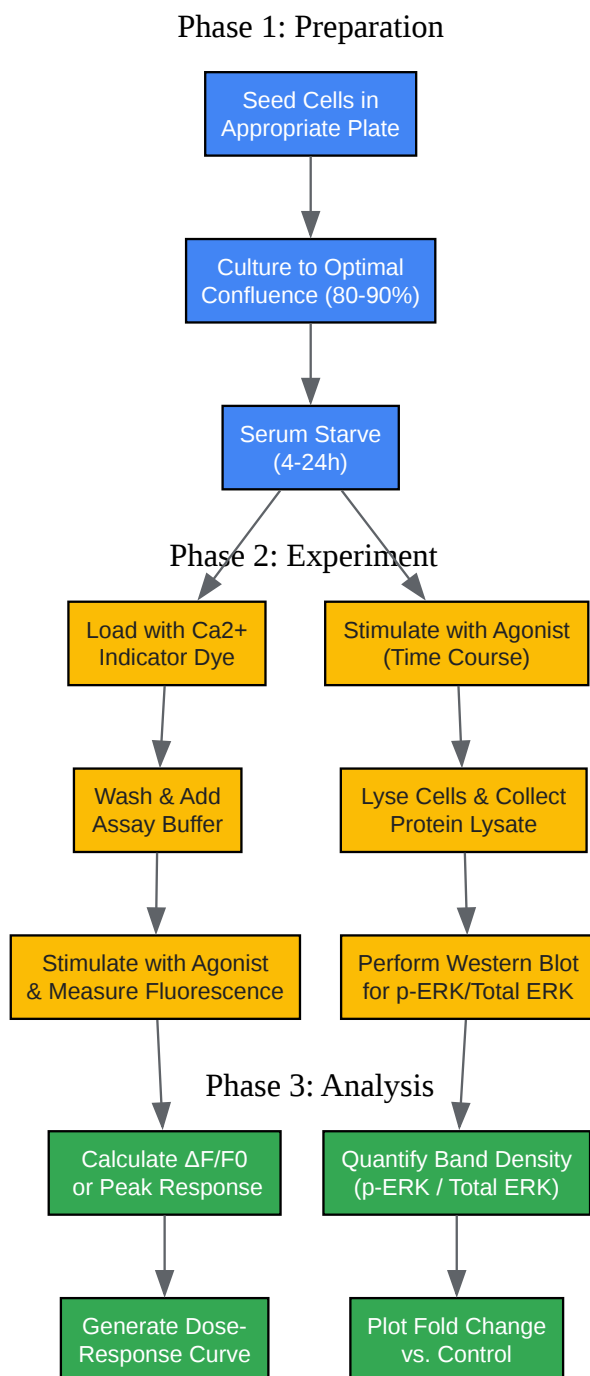 Phase 1: Preparation
Seed Cells in
Appropriate Plate
Culture to Optimal
Confluence (80-90%)
Serum Starve
(4-24h)
Phase 2: Experiment
Load with Ca2+
Indicator Dye
Stimulate with Agonist
(Time Course)
Wash & Add
Assay Buffer
Lyse Cells & Collect
Protein Lysate
Stimulate with Agonist
& Measure Fluorescence
Perform Western Blot
for p-ERK/Total ERK
Phase 3: Analysis
Calculate ΔF/F0
or Peak Response
Quantify Band Density
(p-ERK / Total ERK)
Generate Dose-
Response Curve
Plot Fold Change
vs. Control